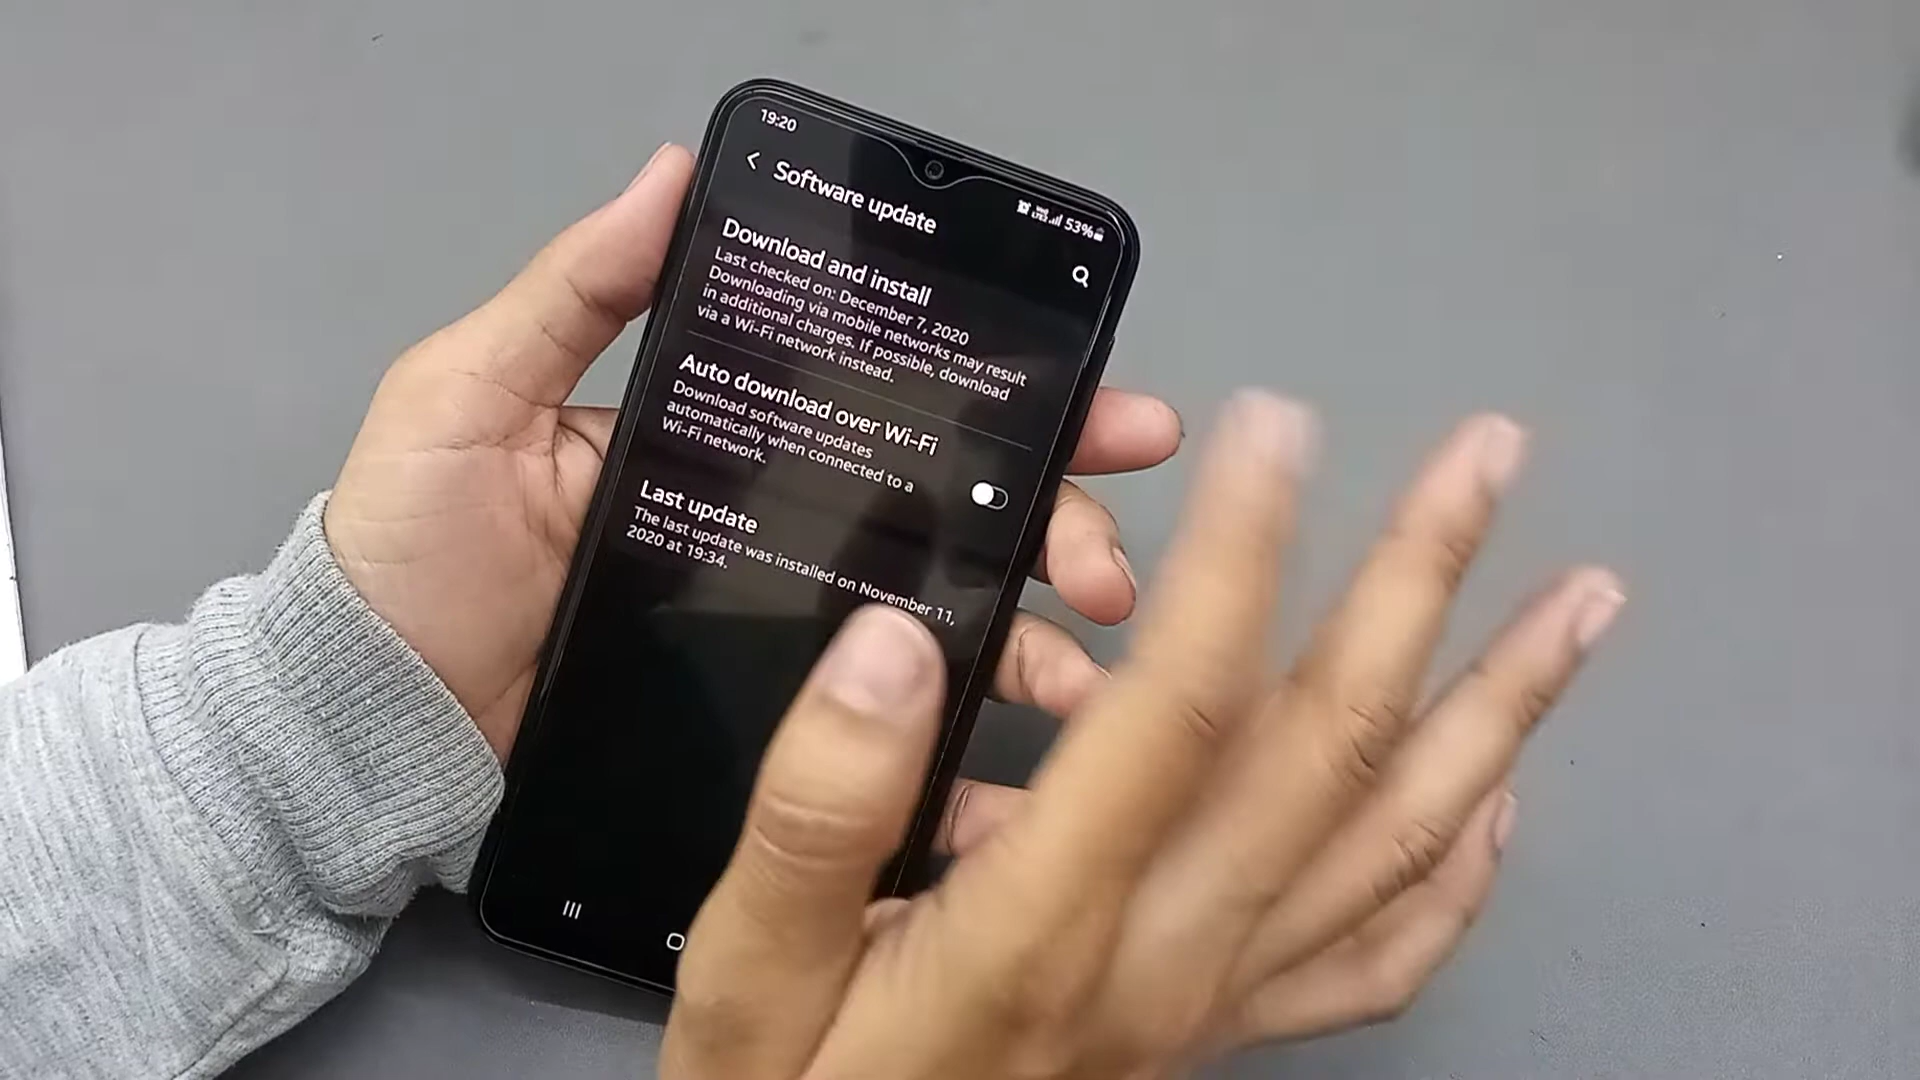 19:20
53%
Software update
Download and install
Last checked on: December 7, 2020
Downloading via mobile networks may result
in additional charges. If possible, download
via a Wi-Fi network instead.
Auto download over Wi-Fi
Download software updates
automatically when connected to a
Wi-Fi network.
Last update
The last update was installed on November 11,
2020 at 19:34.